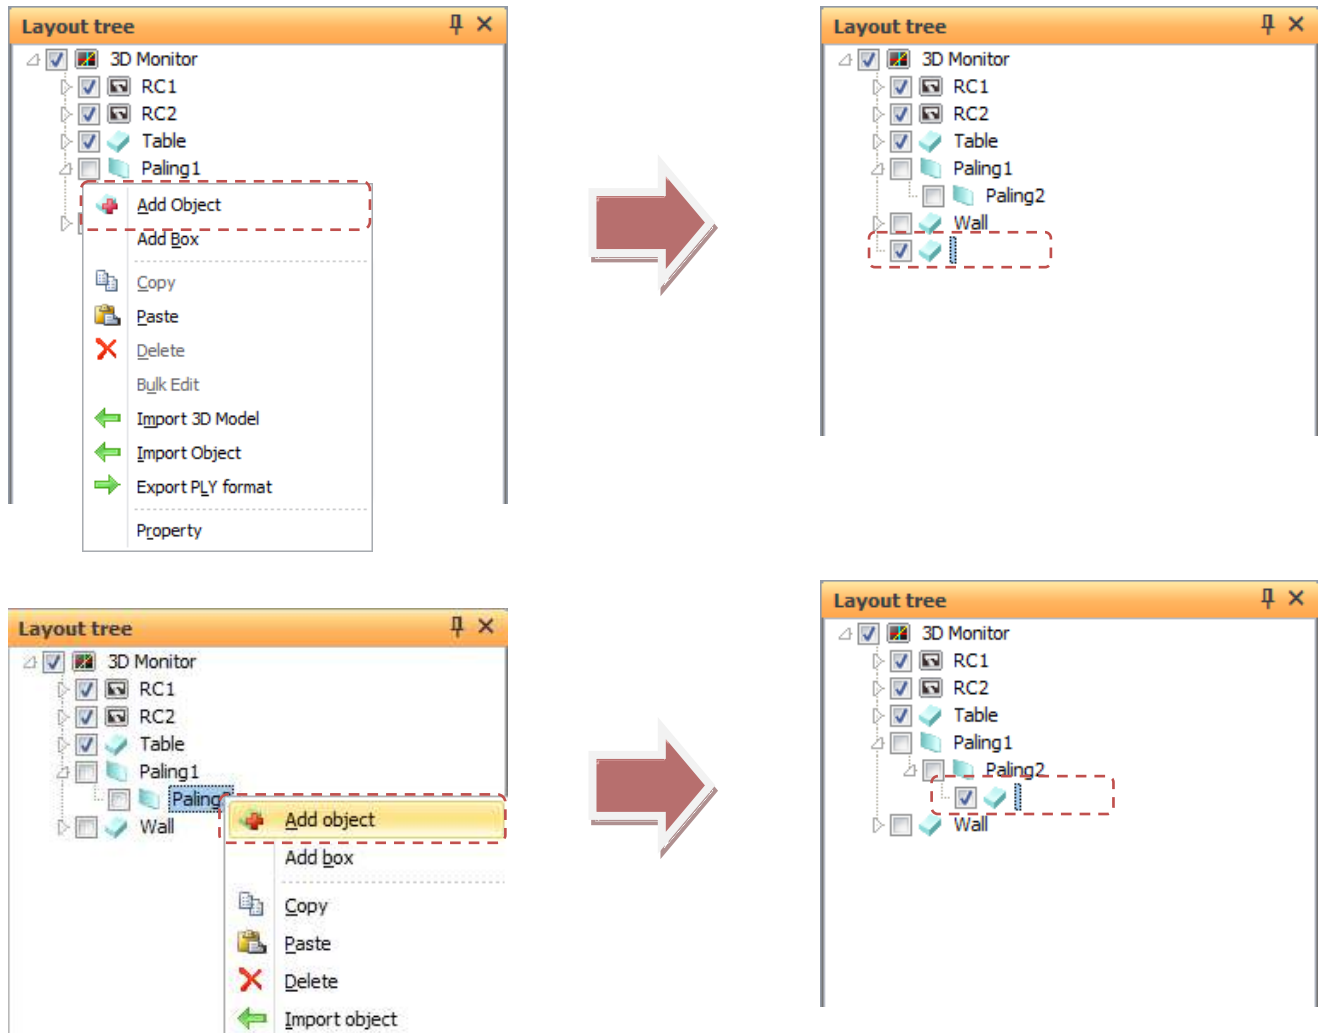 Layout tree
3D Monitor
RC1
RC2
Table
Paling1
Add Object
Add Box
Copy
Paste
Delete
Bulk Edit
Import 3D Model
Import Object
Export PLY format
Property
Layout tree
3D Monitor
RC1
RC2
Table
Paling1
Paling2
Wall
Layout tree
3D Monitor
RC1
RC2
Table
Paling1
Wall
Add object
Add box
Copy
Paste
Delete
Import object
Layout tree
3D Monitor
RC1
RC2
Table
Paling1
Paling2
Wall